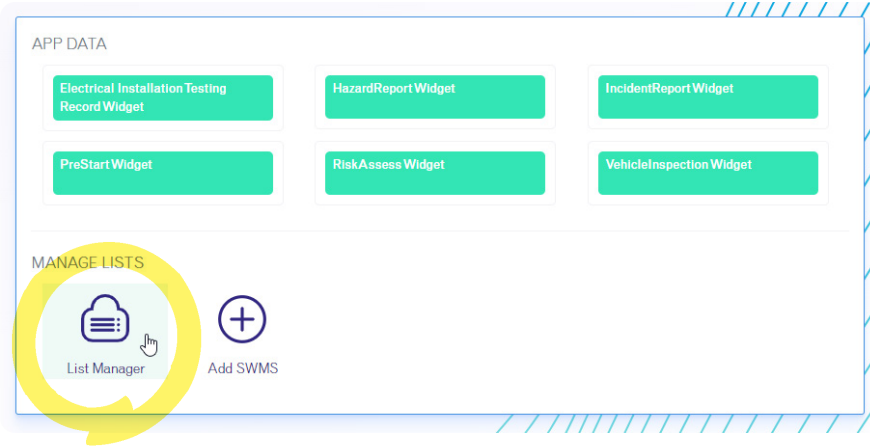 APP DATA
Electrical Installation Testing
Record Widget
HazardReport Widget
IncidentReport Widget
PreStart Widget
RiskAssess Widget
VehicleInspection Widget
MANAGE LISTS
List Manager
Add SWMS